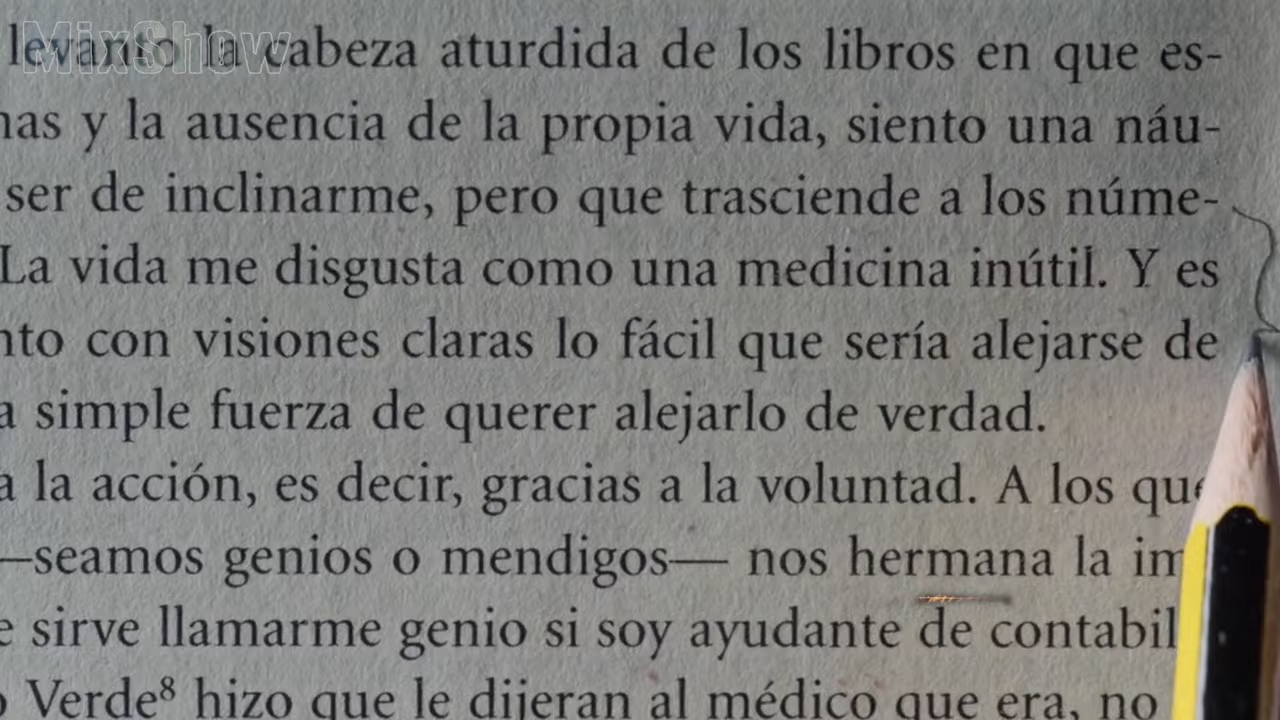 MixShow
levanto la cabeza aturdida de los libros en que es-
y la ausencia de la propia vida, siento una náu-
ser de inclinarme, pero que trasciende a los núme-
La vida me disgusta como una medicina inútil. Y es
con visiones claras lo fácil que sería alejarse de
a simple fuerza de querer alejarlo de verdad.
a la acción, es decir, gracias a la voluntad. A los que
—seamos genios o mendigos— nos hermana la
sirve llamarme genio si soy ayudante de
Verde⁸ hizo que le dijeran al médico que era, no